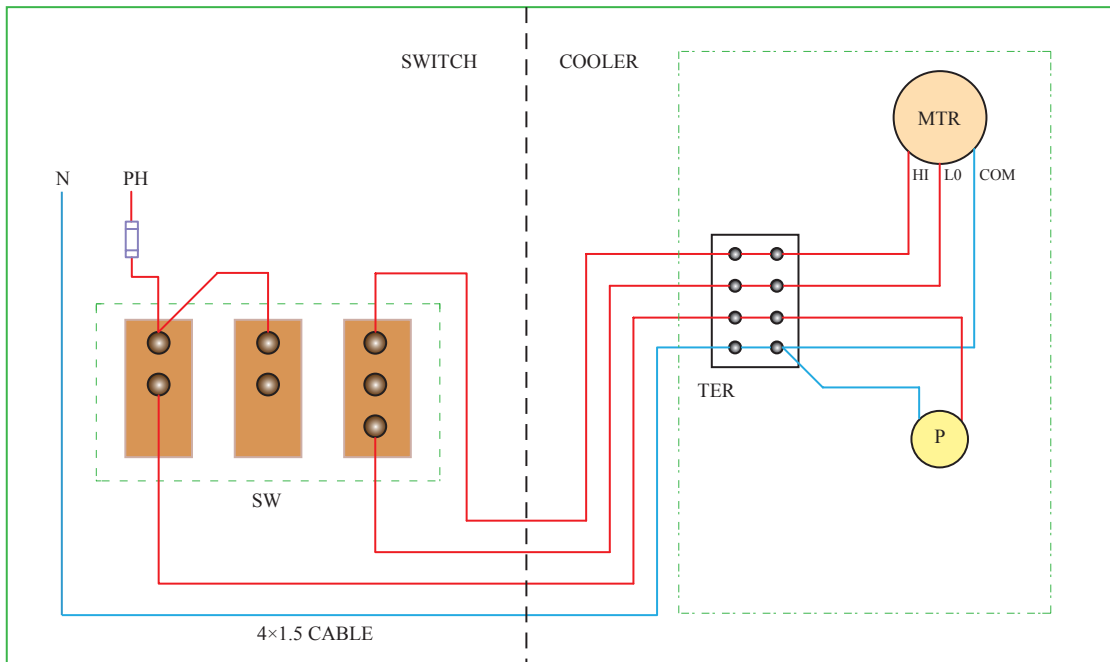 SWITCH
COOLER
MTR
HI
L0
COM
N
PH
TER
P
SW
4×1.5 CABLE